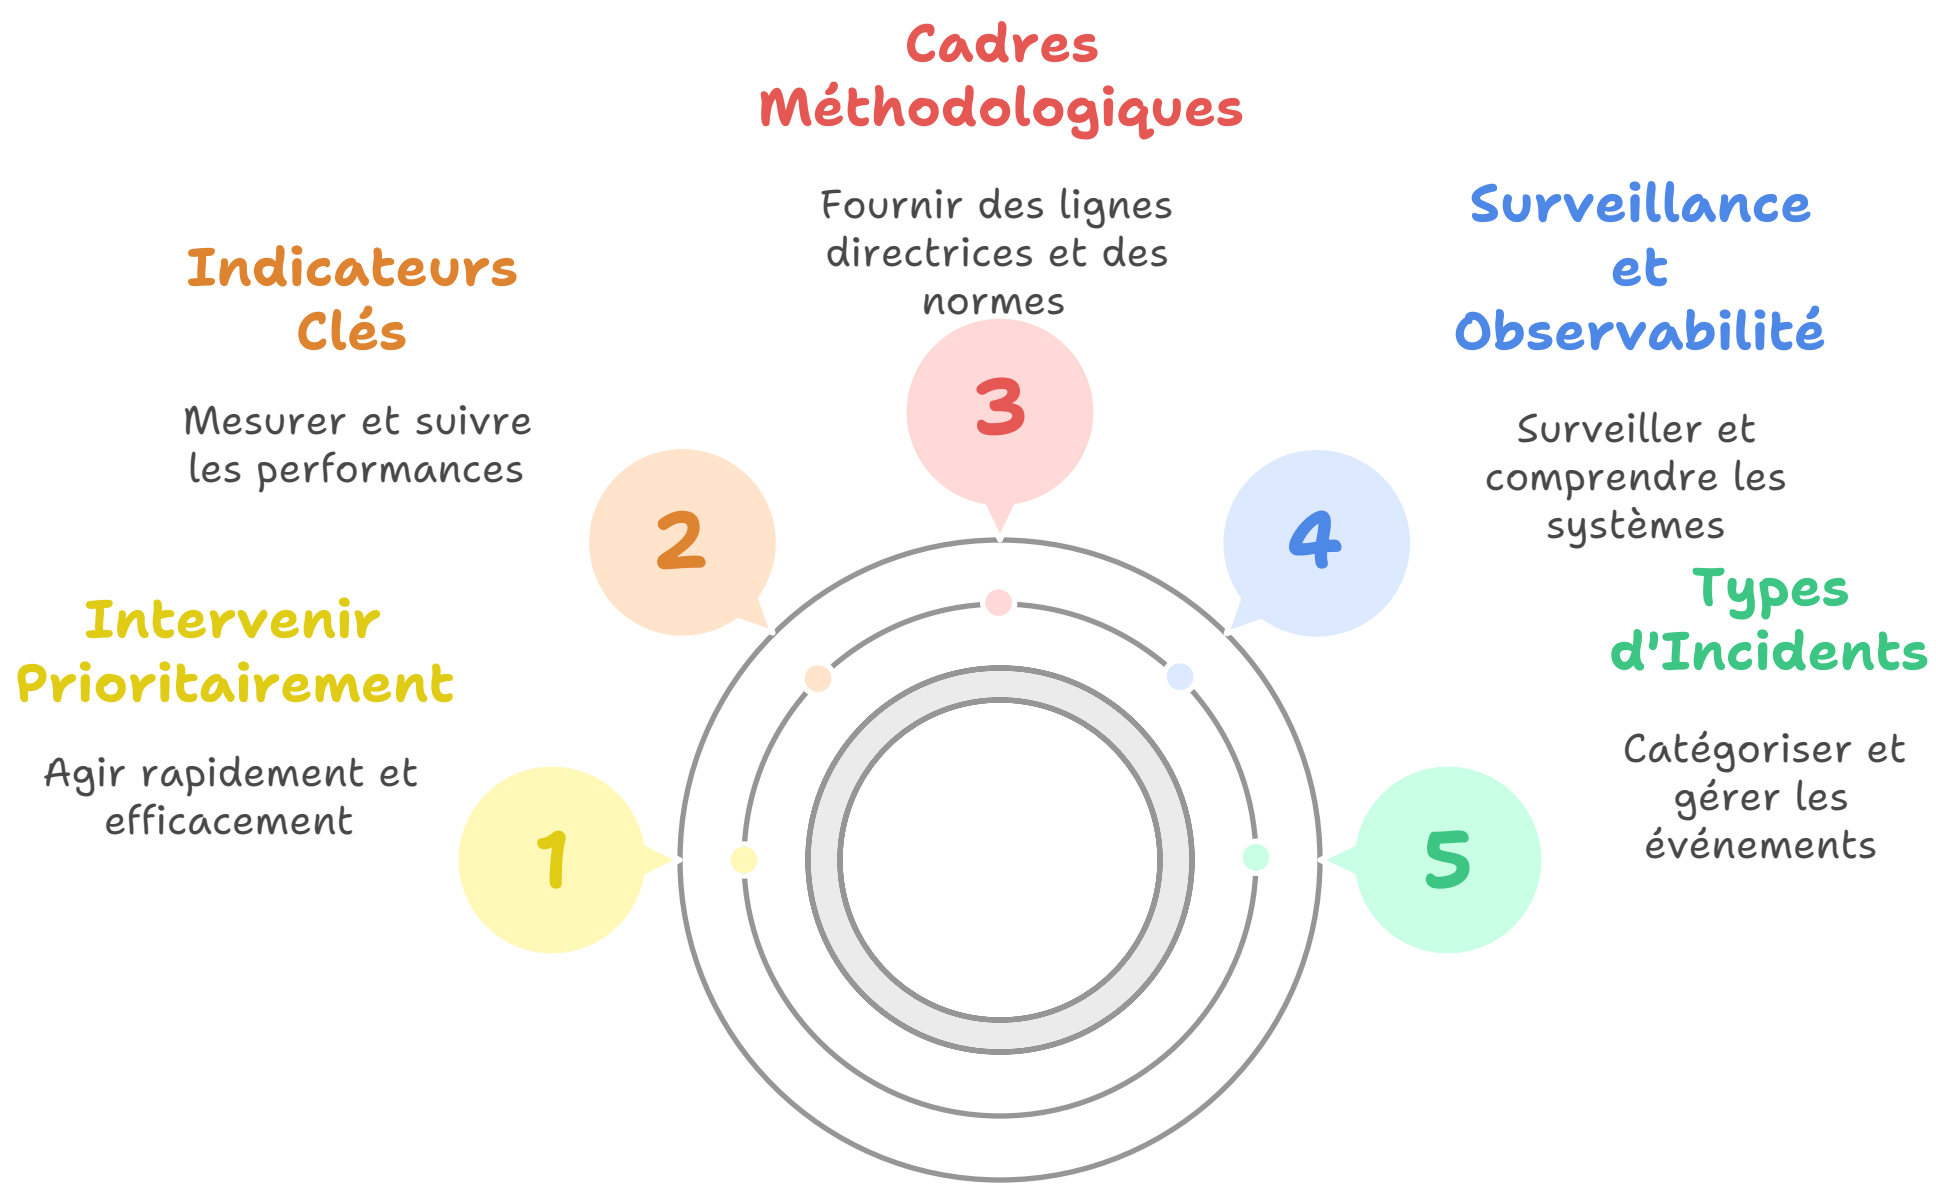 Cadres
Méthodologiques
Fournir des lignes
directrices et des
normes
3
Indicateurs
Clés
Mesurer et suivre
les performances
2
Surveillance
et
Observabilité
Surveiller et
comprendre les
systèmes
4
Intervenir
Prioritairement
Agir rapidement et
efficacement
1
Types
d'Incidents
Catégoriser et
gérer les
événements
5